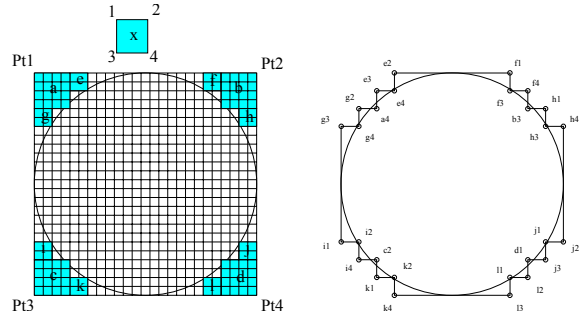 1 2
x
3 4
Pt1 Pt2
a e f b
g h
i j
c d
k l
Pt3 Pt4
e2 f1
e3 f4
e4 f3
g2 h1
a4 b3
g3 h4
g4 h3
i1 i2 j1 j2
i4 c2 d1 j3
k1 k2 l1 l2
k4 l3